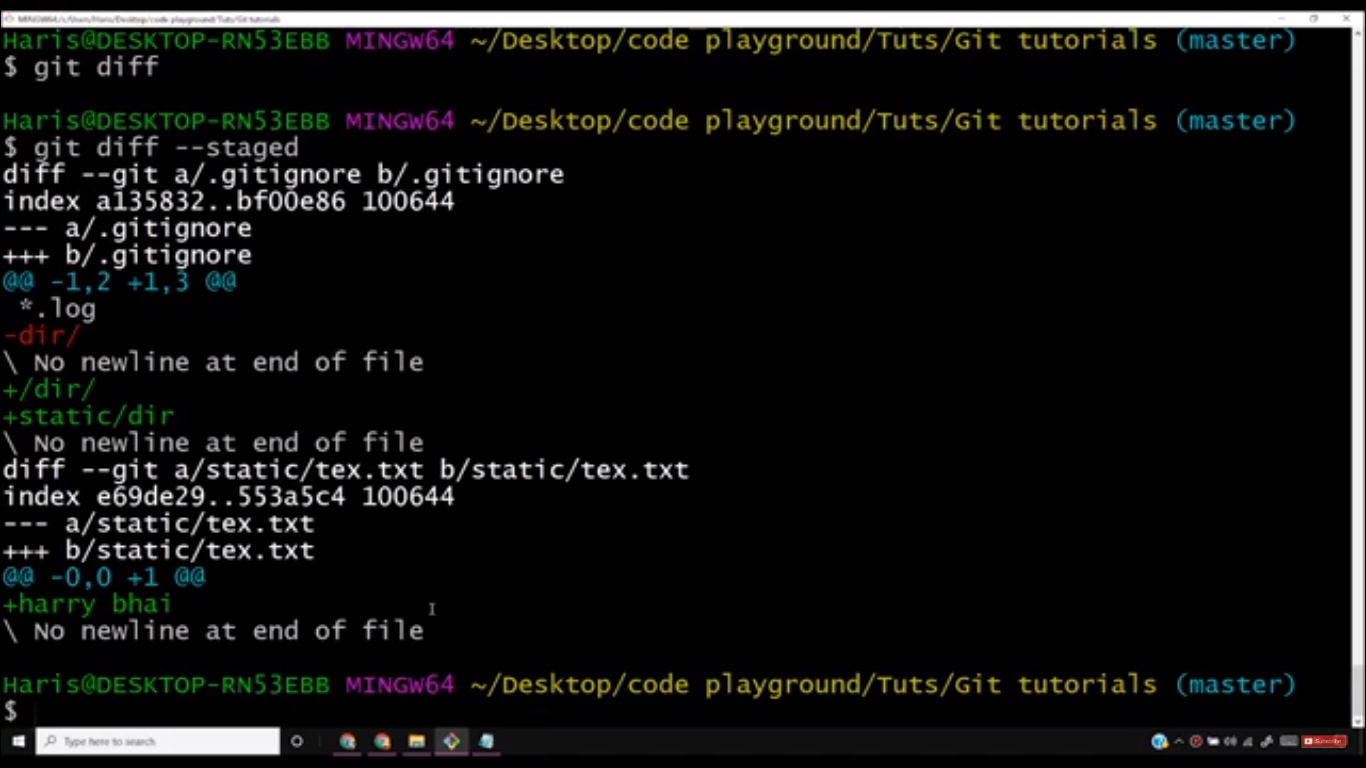 MINGW64:/c/Users/Haris/Desktop/code playground/Tuts/Git tutorials
Haris@DESKTOP-RN53EBB MINGW64 ~/Desktop/code playground/Tuts/Git tutorials (master)
$ git diff
Haris@DESKTOP-RN53EBB MINGW64 ~/Desktop/code playground/Tuts/Git tutorials (master)
$ git diff --staged
diff --git a/.gitignore b/.gitignore
index a135832..bf00e86 100644
--- a/.gitignore
+++ b/.gitignore
@@ -1,2 +1,3 @@
 *.log
-dir/
\ No newline at end of file
+/dir/
+static/dir
\ No newline at end of file
diff --git a/static/tex.txt b/static/tex.txt
index e69de29..553a5c4 100644
--- a/static/tex.txt
+++ b/static/tex.txt
@@ -0,0 +1 @@
+harry bhai
\ No newline at end of file
Haris@DESKTOP-RN53EBB MINGW64 ~/Desktop/code playground/Tuts/Git tutorials (master)
$
Type here to search
Subscribe